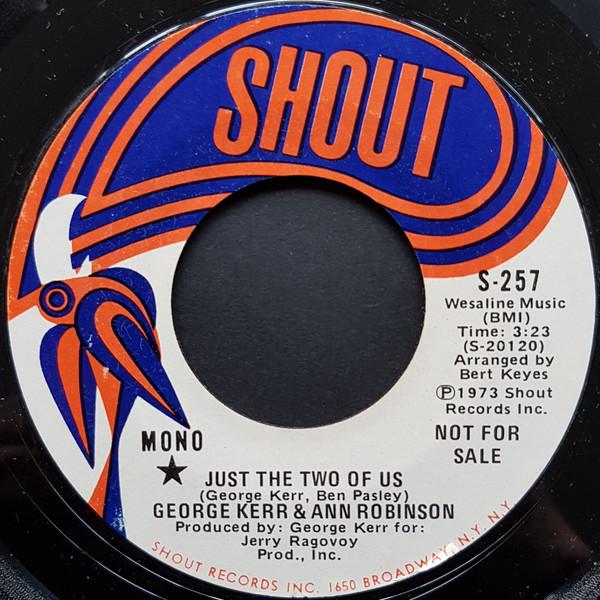 SHOUT
S-257
Wesaline Music
(BMI)
Time: 3:23
(S-20120)
Arranged by
Bert Keyes
Ⓟ1973 Shout
Records Inc.
NOT FOR
SALE
MONO
★
JUST THE TWO OF US
(George Kerr, Ben Pasley)
GEORGE KERR & ANN ROBINSON
Produced by: George Kerr for:
Jerry Ragovoy
Prod., Inc.
SHOUT RECORDS INC. 1650 BROADWAY, N.Y. N.Y.